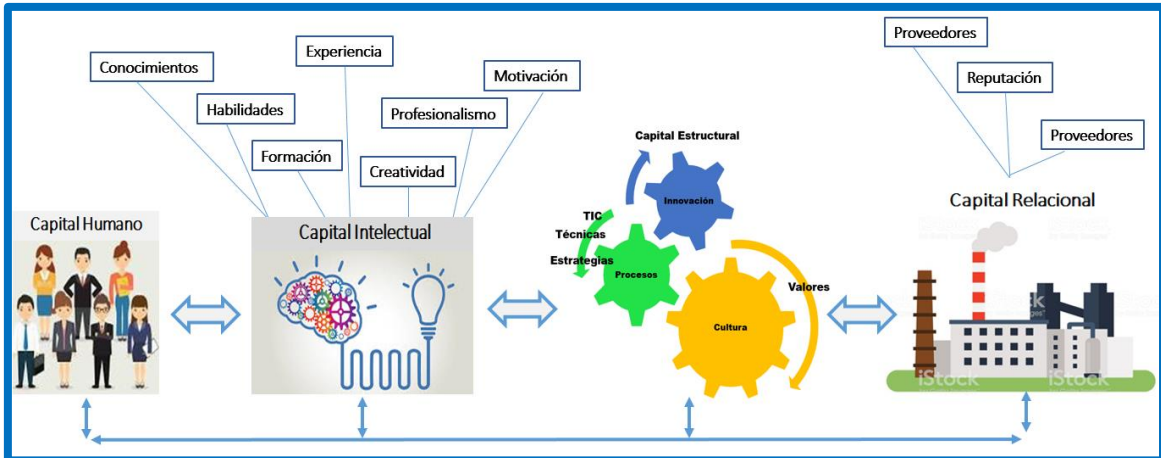 Conocimientos
Habilidades
Formación
Experiencia
Creatividad
Profesionalismo
Motivación
Proveedores
Reputación
Proveedores
Capital Humano
Capital Intelectual
Capital Estructural
Innovación
TIC
Técnicas
Estrategias
Procesos
Valores
Cultura
Capital Relacional
iStock
iStock